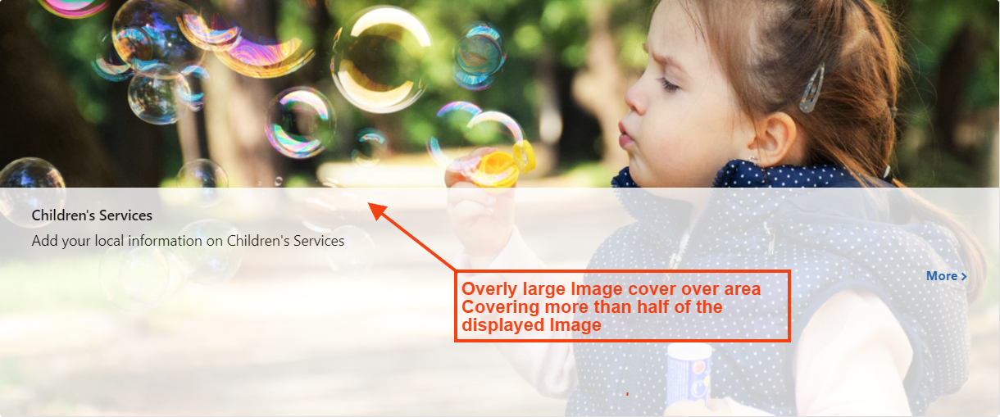 Children's Services
Add your local information on Children's Services
More >
Overly large Image cover over area
Covering more than half of the
displayed Image